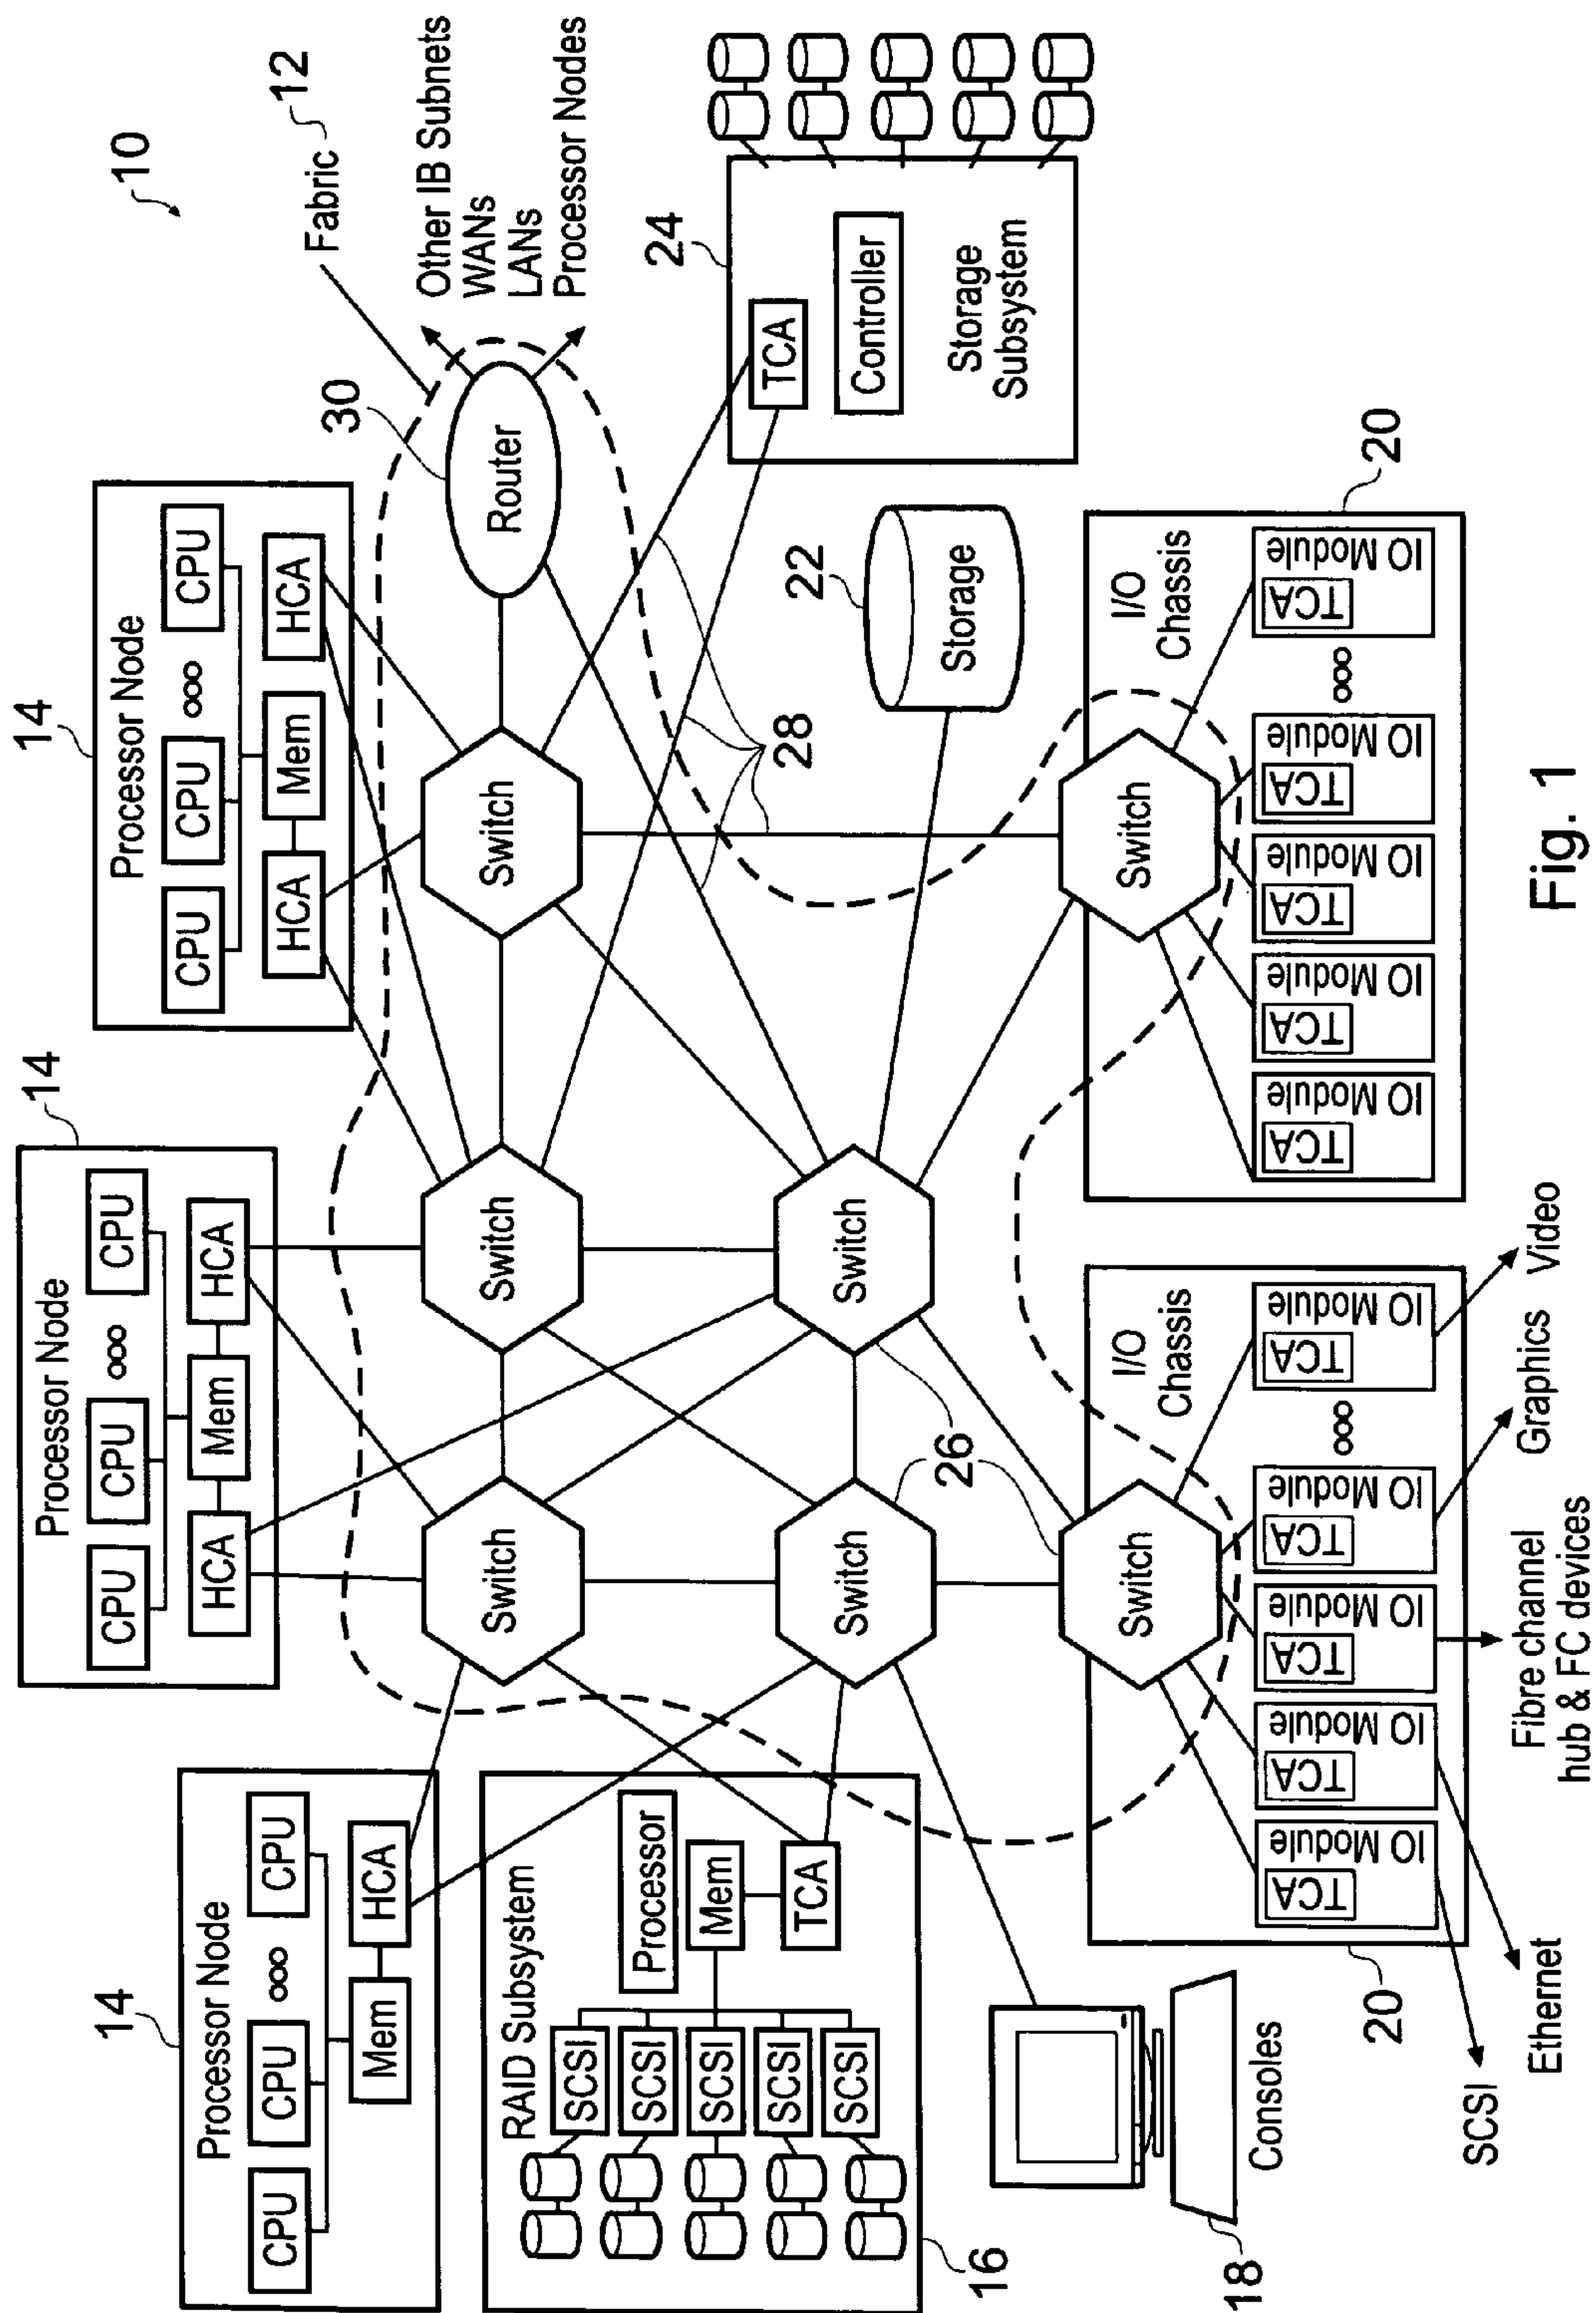 10
Fabric
12
14
Processor Node
CPU
CPU
ooo
CPU
HCA
Mem
HCA
14
Processor Node
CPU
CPU
ooo
CPU
HCA
Mem
HCA
14
Processor Node
CPU
CPU
ooo
CPU
Mem
HCA
30
Router
Other IB Subnets
WANs
LANs
Processor Nodes
RAID Subsystem
Processor
Mem
TCA
SCSI
SCSI
SCSI
SCSI
SCSI
16
Switch
Switch
Switch
Switch
Switch
26
28
24
TCA
Controller
Storage
Subsystem
22
Storage
18
Consoles
Switch
I/O
Chassis
TCA
IO Module
TCA
IO Module
TCA
IO Module
TCA
IO Module
ooo
TCA
IO Module
20
SCSI
Ethernet
Fibre channel
hub & FC devices
Graphics
Video
Switch
I/O
Chassis
TCA
IO Module
TCA
IO Module
TCA
IO Module
TCA
IO Module
ooo
TCA
IO Module
20
Fig. 1